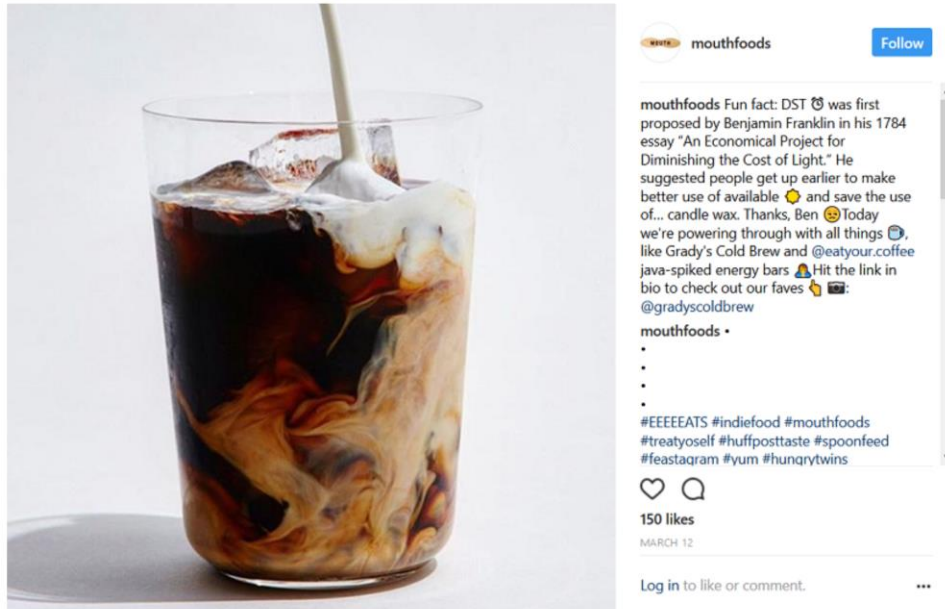 MOUTH
mouthfoods
Follow
mouthfoods Fun fact: DST ⏰ was first
proposed by Benjamin Franklin in his 1784
essay "An Economical Project for
Diminishing the Cost of Light." He
suggested people get up earlier to make
better use of available ☀️ and save the use
of... candle wax. Thanks, Ben 😠Today
we're powering through with all things ☕,
like Grady's Cold Brew and @eatyour.coffee
java-spiked energy bars 🤷‍♀️Hit the link in
bio to check out our faves 👆 📷:
@gradyscoldbrew
mouthfoods •
•
•
•
•
#EEEEEATS #indiefood #mouthfoods
#treatyoself #huffposttaste #spoonfeed
#feastagram #yum #hungrytwins
150 likes
MARCH 12
Log in to like or comment.